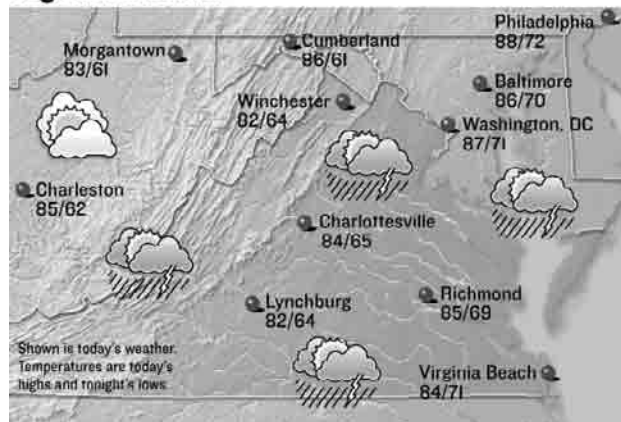 Philadelphia
88/72
Morgantown
83/61
Cumberland
86/61
Baltimore
86/70
Winchester
82/64
Washington, DC
87/71
Charleston
85/62
Charlottesville
84/65
Lynchburg
82/64
Richmond
85/69
Shown is today's weather.
Temperatures are today's
highs and tonight's lows.
Virginia Beach
84/71